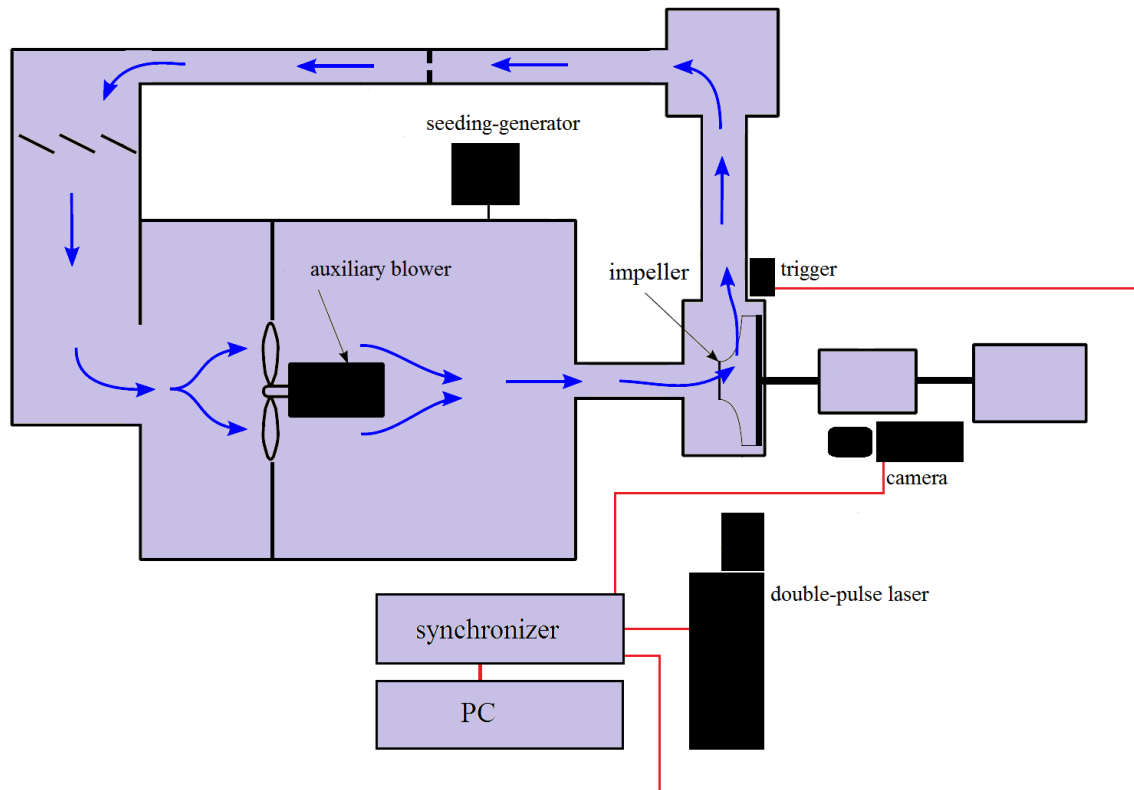 seeding-generator
auxiliary blower
impeller
trigger
camera
double-pulse laser
synchronizer
PC